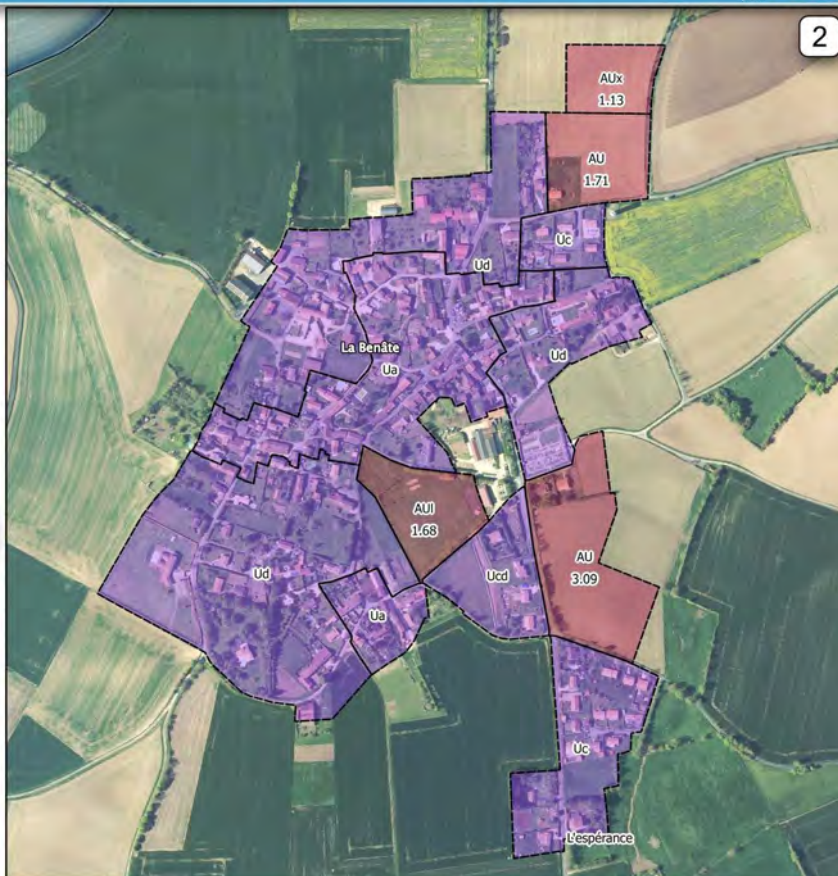 2
AUx
1.13
AU
1.71
Uc
Ud
La Benâte
Ua
Ud
AUl
1.68
Ud
Ucd
AU
3.09
Ua
Uc
L'espérance